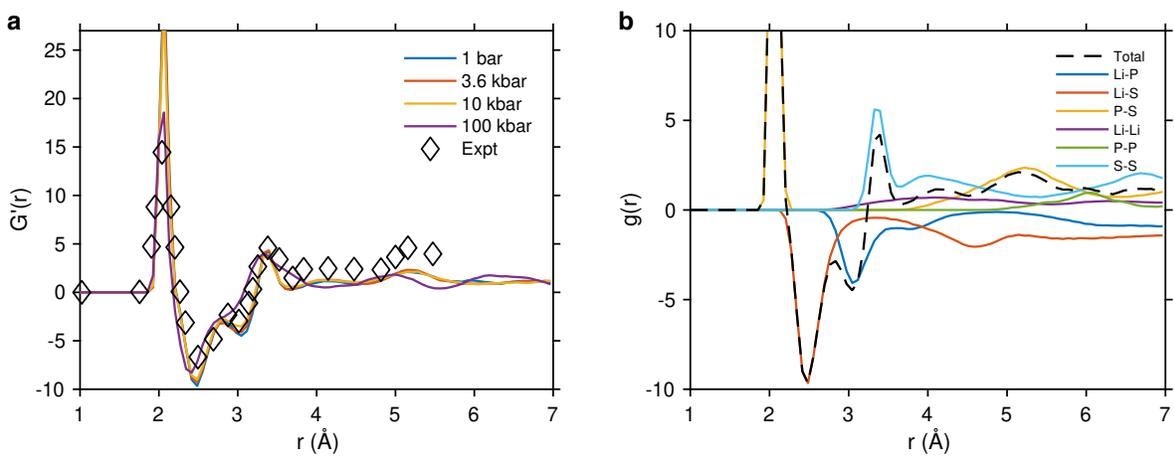 a
G'(r)
25
20
15
10
5
0
-5
-10
1 bar
3.6 kbar
10 kbar
100 kbar
Expt
1 2 3 4 5 6 7
r (Å)
b
g(r)
10
5
0
-5
-10
Total
Li-P
Li-S
P-S
Li-Li
P-P
S-S
1 2 3 4 5 6 7
r (Å)